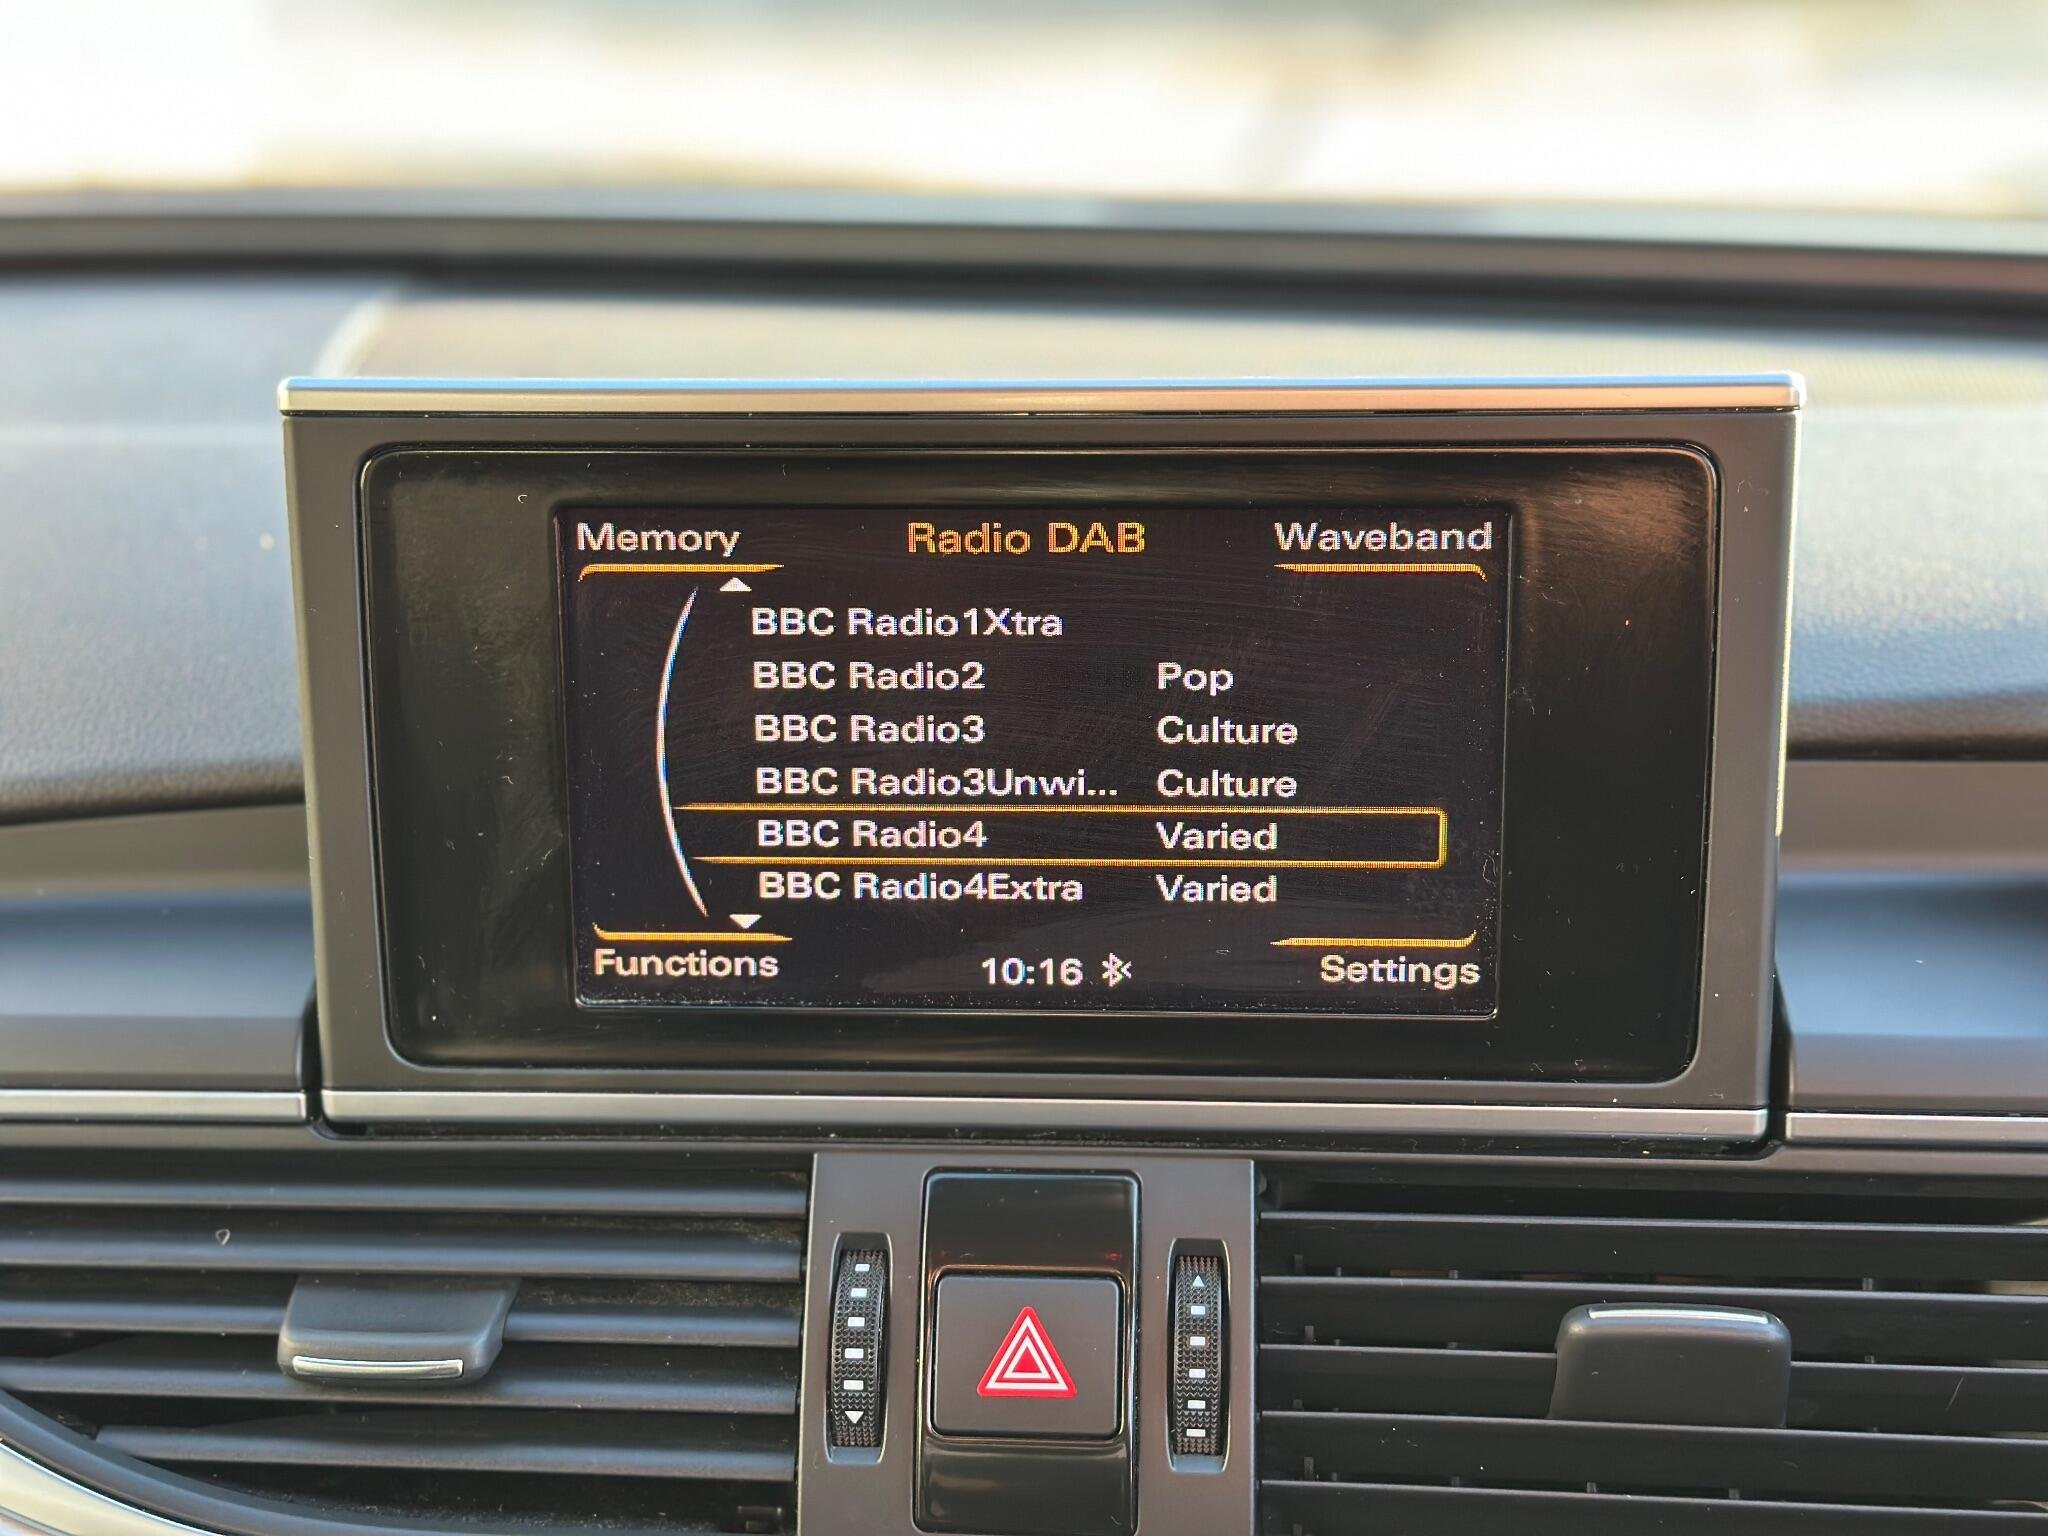 Memory Radio DAB Waveband
BBC Radio1Xtra
BBC Radio2 Pop
BBC Radio3 Culture
BBC Radio3Unwi... Culture
BBC Radio4 Varied
BBC Radio4Extra Varied
Functions 10:16 Settings